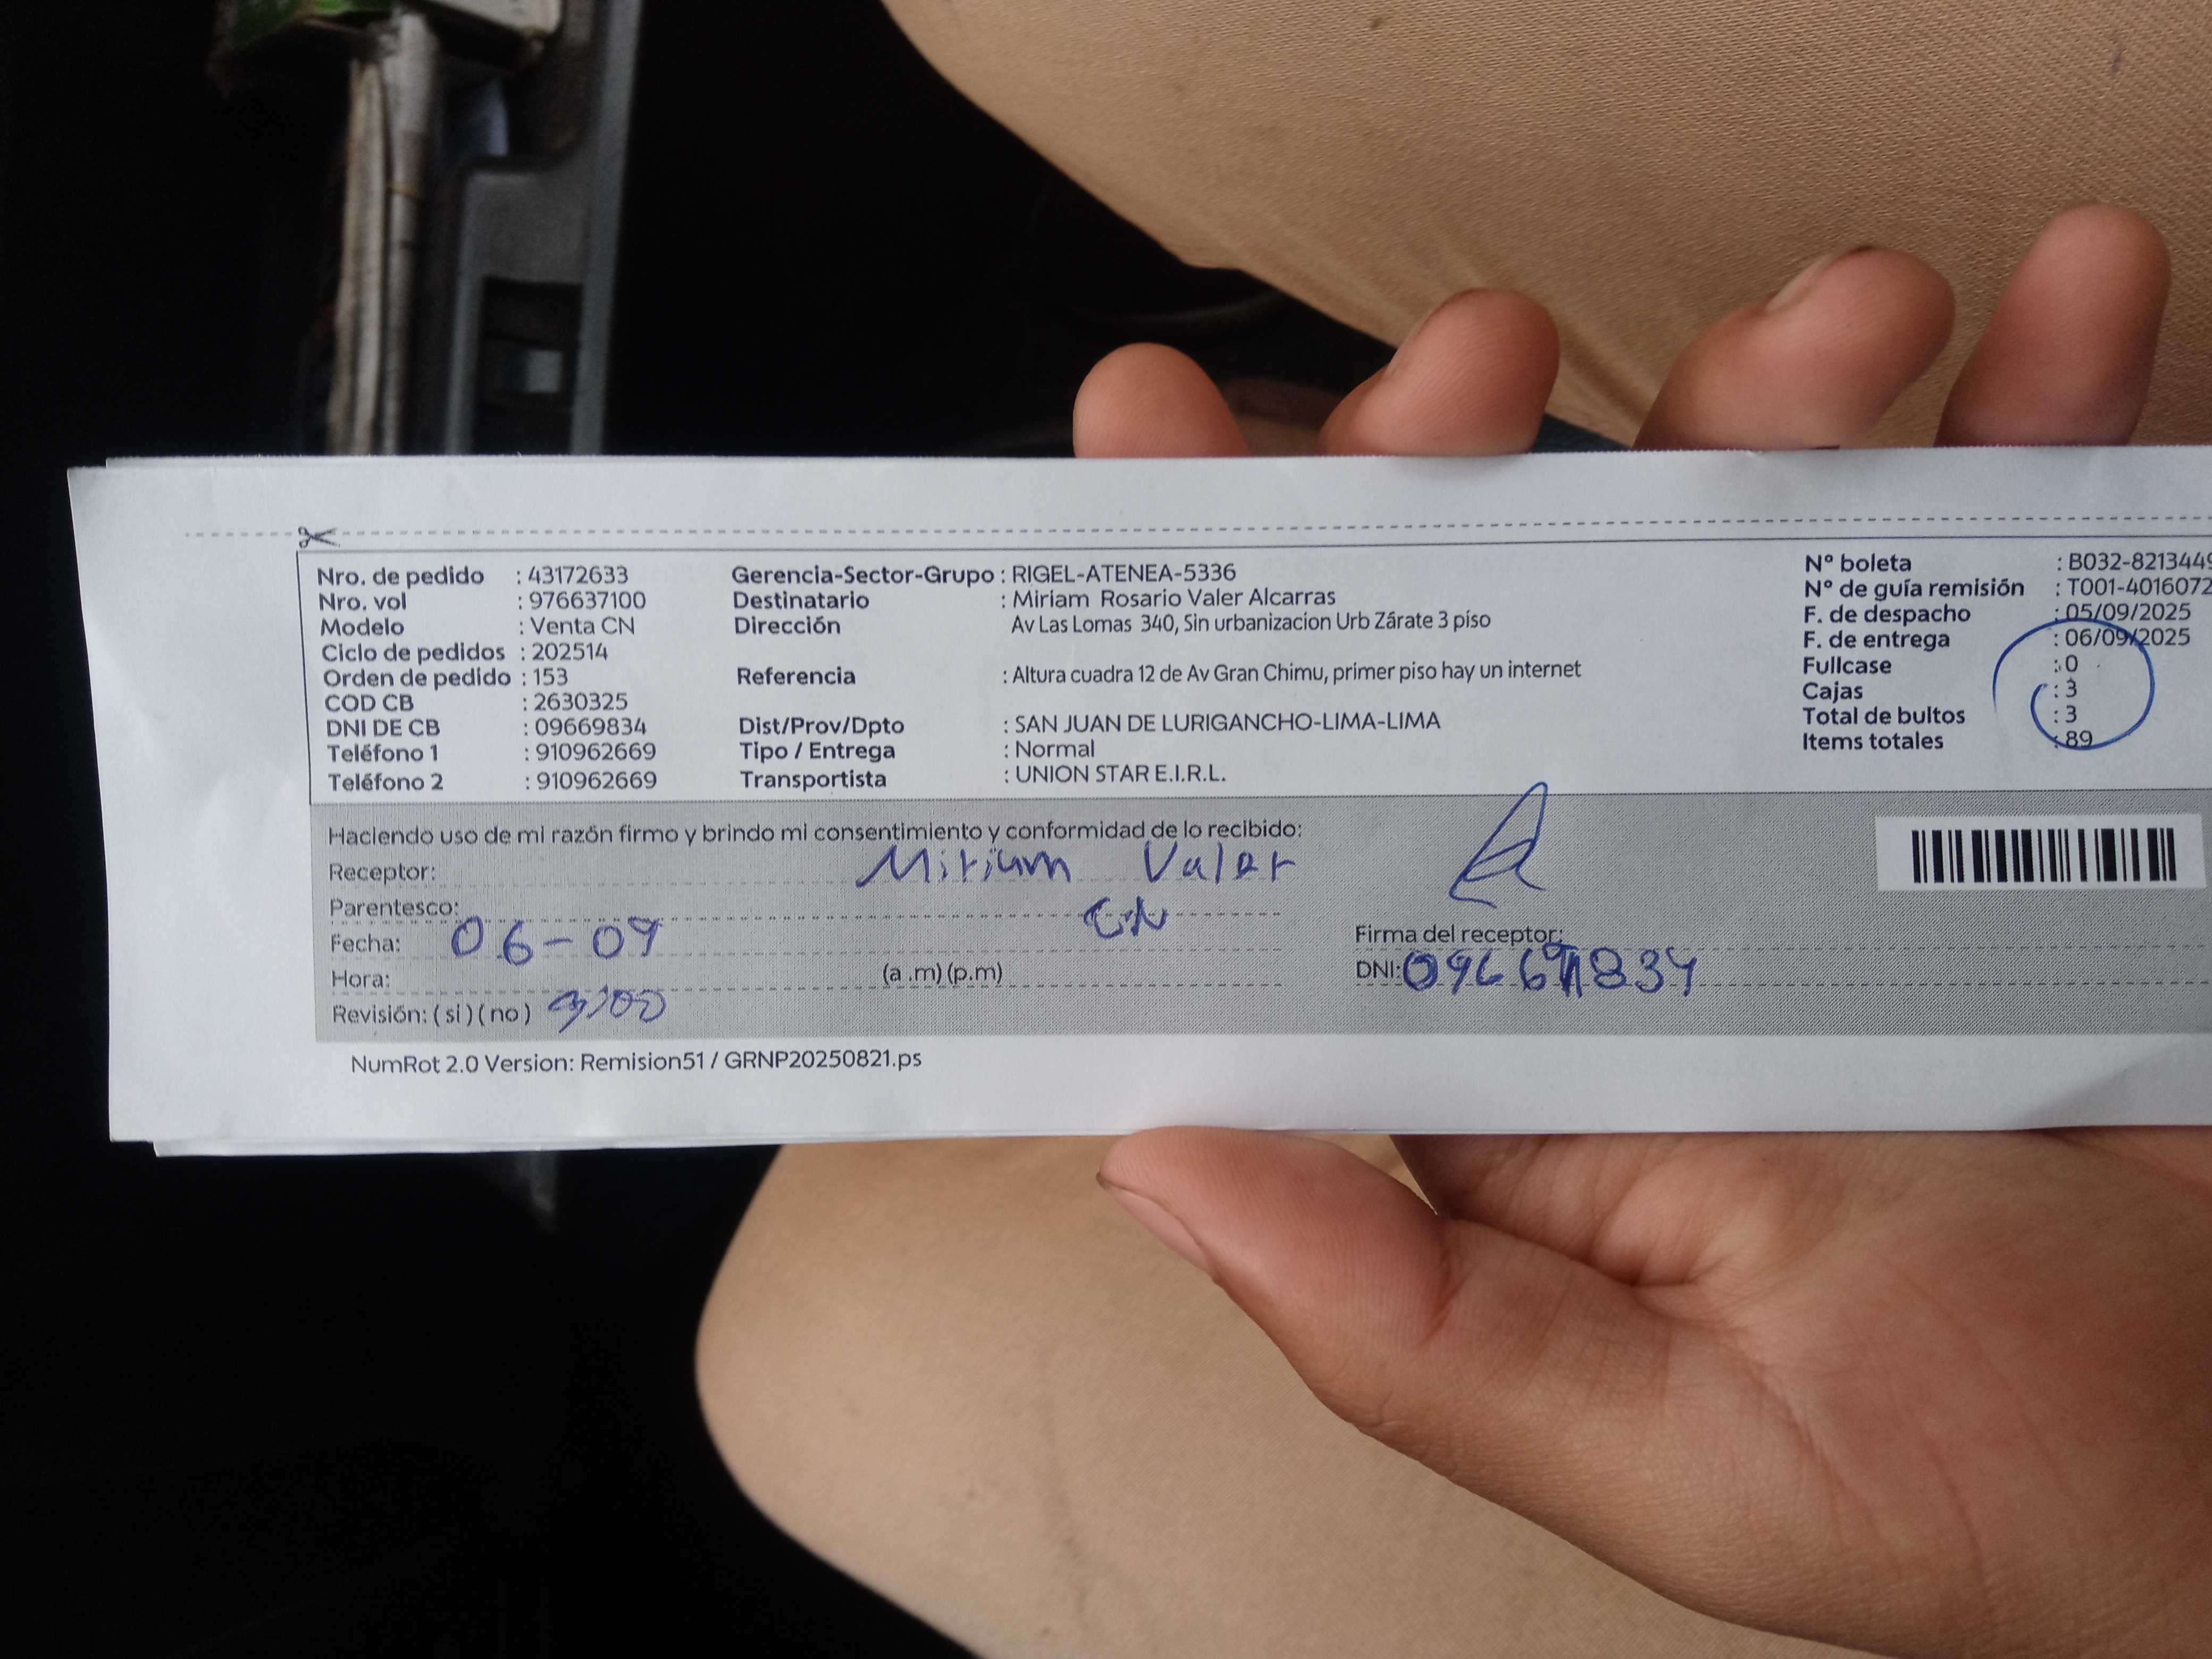 Nro. de pedido : 43172633 Gerencia-Sector-Grupo : RIGEL-ATENEA-5336 Nº boleta : B032-8213449
Nro. vol : 976637100 Destinatario : Miriam Rosario Valer Alcarras Nº de guía remisión : T001-4016072
Modelo : Venta CN Dirección Av Las Lomas 340, Sin urbanizacion Urb Zárate 3 piso F. de despacho : 05/09/2025
Ciclo de pedidos : 202514 F. de entrega : 06/09/2025
Orden de pedido : 153 Referencia : Altura cuadra 12 de Av Gran Chimu, primer piso hay un internet Fullcase : 0
COD CB : 2630325 Cajas : 3
DNI DE CB : 09669834 Dist/Prov/Dpto : SAN JUAN DE LURIGANCHO-LIMA-LIMA Total de bultos : 3
Teléfono 1 : 910962669 Tipo / Entrega : Normal Items totales : 89
Teléfono 2 : 910962669 Transportista : UNION STAR E.I.R.L.
Haciendo uso de mi razón firmo y brindo mi consentimiento y conformidad de lo recibido:
Receptor: Mirium Valer
Parentesco: CN
Fecha: 06-09 Firma del receptor:
Hora: (a .m) (p.m) DNI:
Revisión: ( si ) ( no )
NumRot 2.0 Version: Remision51 / GRNP20250821.ps